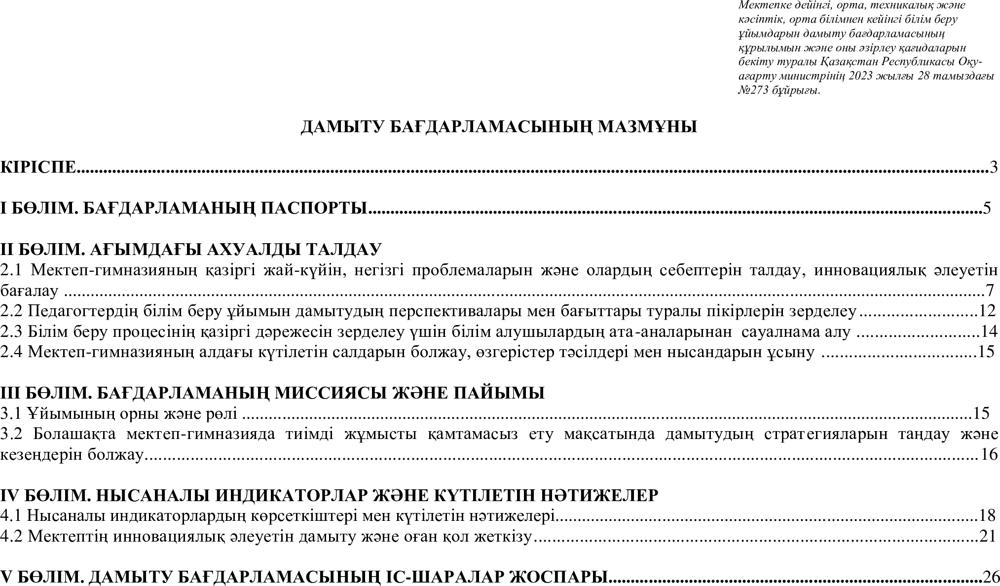 Мектепке дейінгі, орта, техникалық және
кәсіптік, орта білімнен кейінгі білім беру
ұйымдарын дамыту бағдарламасының
құрылымын және оны әзірлеу қағидаларын
бекіту туралы Қазақстан Республикасы Оқу-
ағарту министрінің 2023 жылғы 28 тамыздағы
№273 бұйрығы.
ДАМЫТУ БАҒДАРЛАМАСЫНЫҢ МАЗМҰНЫ
КІРІСПЕ....................................................................................................3
І БӨЛІМ. БАҒДАРЛАМАНЫҢ ПАСПОРТЫ....................................................................................................5
ІІ БӨЛІМ. АҒЫМДАҒЫ АХУАЛДЫ ТАЛДАУ
2.1 Мектеп-гимназияның қазіргі жай-күйін, негізгі проблемаларын және олардың себептерін талдау, инновациялық әлеуетін
бағалау ....................................................................................................7
2.2 Педагогтердің білім беру ұйымын дамытудың перспективалары мен бағыттары туралы пікірлерін зерделеу..........................12
2.3 Білім беру процесінің қазіргі дәрежесін зерделеу үшін білім алушылардың ата-аналарынан сауалнама алу ...........................14
2.4 Мектеп-гимназияның алдағы күтілетін салдарын болжау, өзгерістер тәсілдері мен нысандарын ұсыну ..................................15
ІІІ БӨЛІМ. БАҒДАРЛАМАНЫҢ МИССИЯСЫ ЖӘНЕ ПАЙЫМЫ
3.1 Ұйымының орны және рөлі ....................................................................................................15
3.2 Болашақта мектеп-гимназияда тиімді жұмысты қамтамасыз ету мақсатында дамытудың стратегияларын таңдау және
кезеңдерін болжау....................................................................................................16
IV БӨЛІМ. НЫСАНАЛЫ ИНДИКАТОРЛАР ЖӘНЕ КҮТІЛЕТІН НӘТИЖЕЛЕР
4.1 Нысаналы индикаторлардың көрсеткіштері мен күтілетін нәтижелері............................................................................................18
4.2 Мектептің инновациялық әлеуетін дамыту және оған қол жеткізу.................................................................................................21
V БӨЛІМ. ДАМЫТУ БАҒДАРЛАМАСЫНЫҢ ІС-ШАРАЛАР ЖОСПАРЫ....................................................................................26